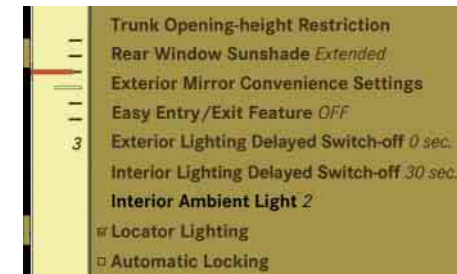 Trunk Opening-height Restriction
Rear Window Sunshade Extended
Exterior Mirror Convenience Settings
Easy Entry/Exit Feature OFF
3 Exterior Lighting Delayed Switch-off 0 sec.
Interior Lighting Delayed Switch-off 30 sec.
Interior Ambient Light 2
Locator Lighting
Automatic Locking